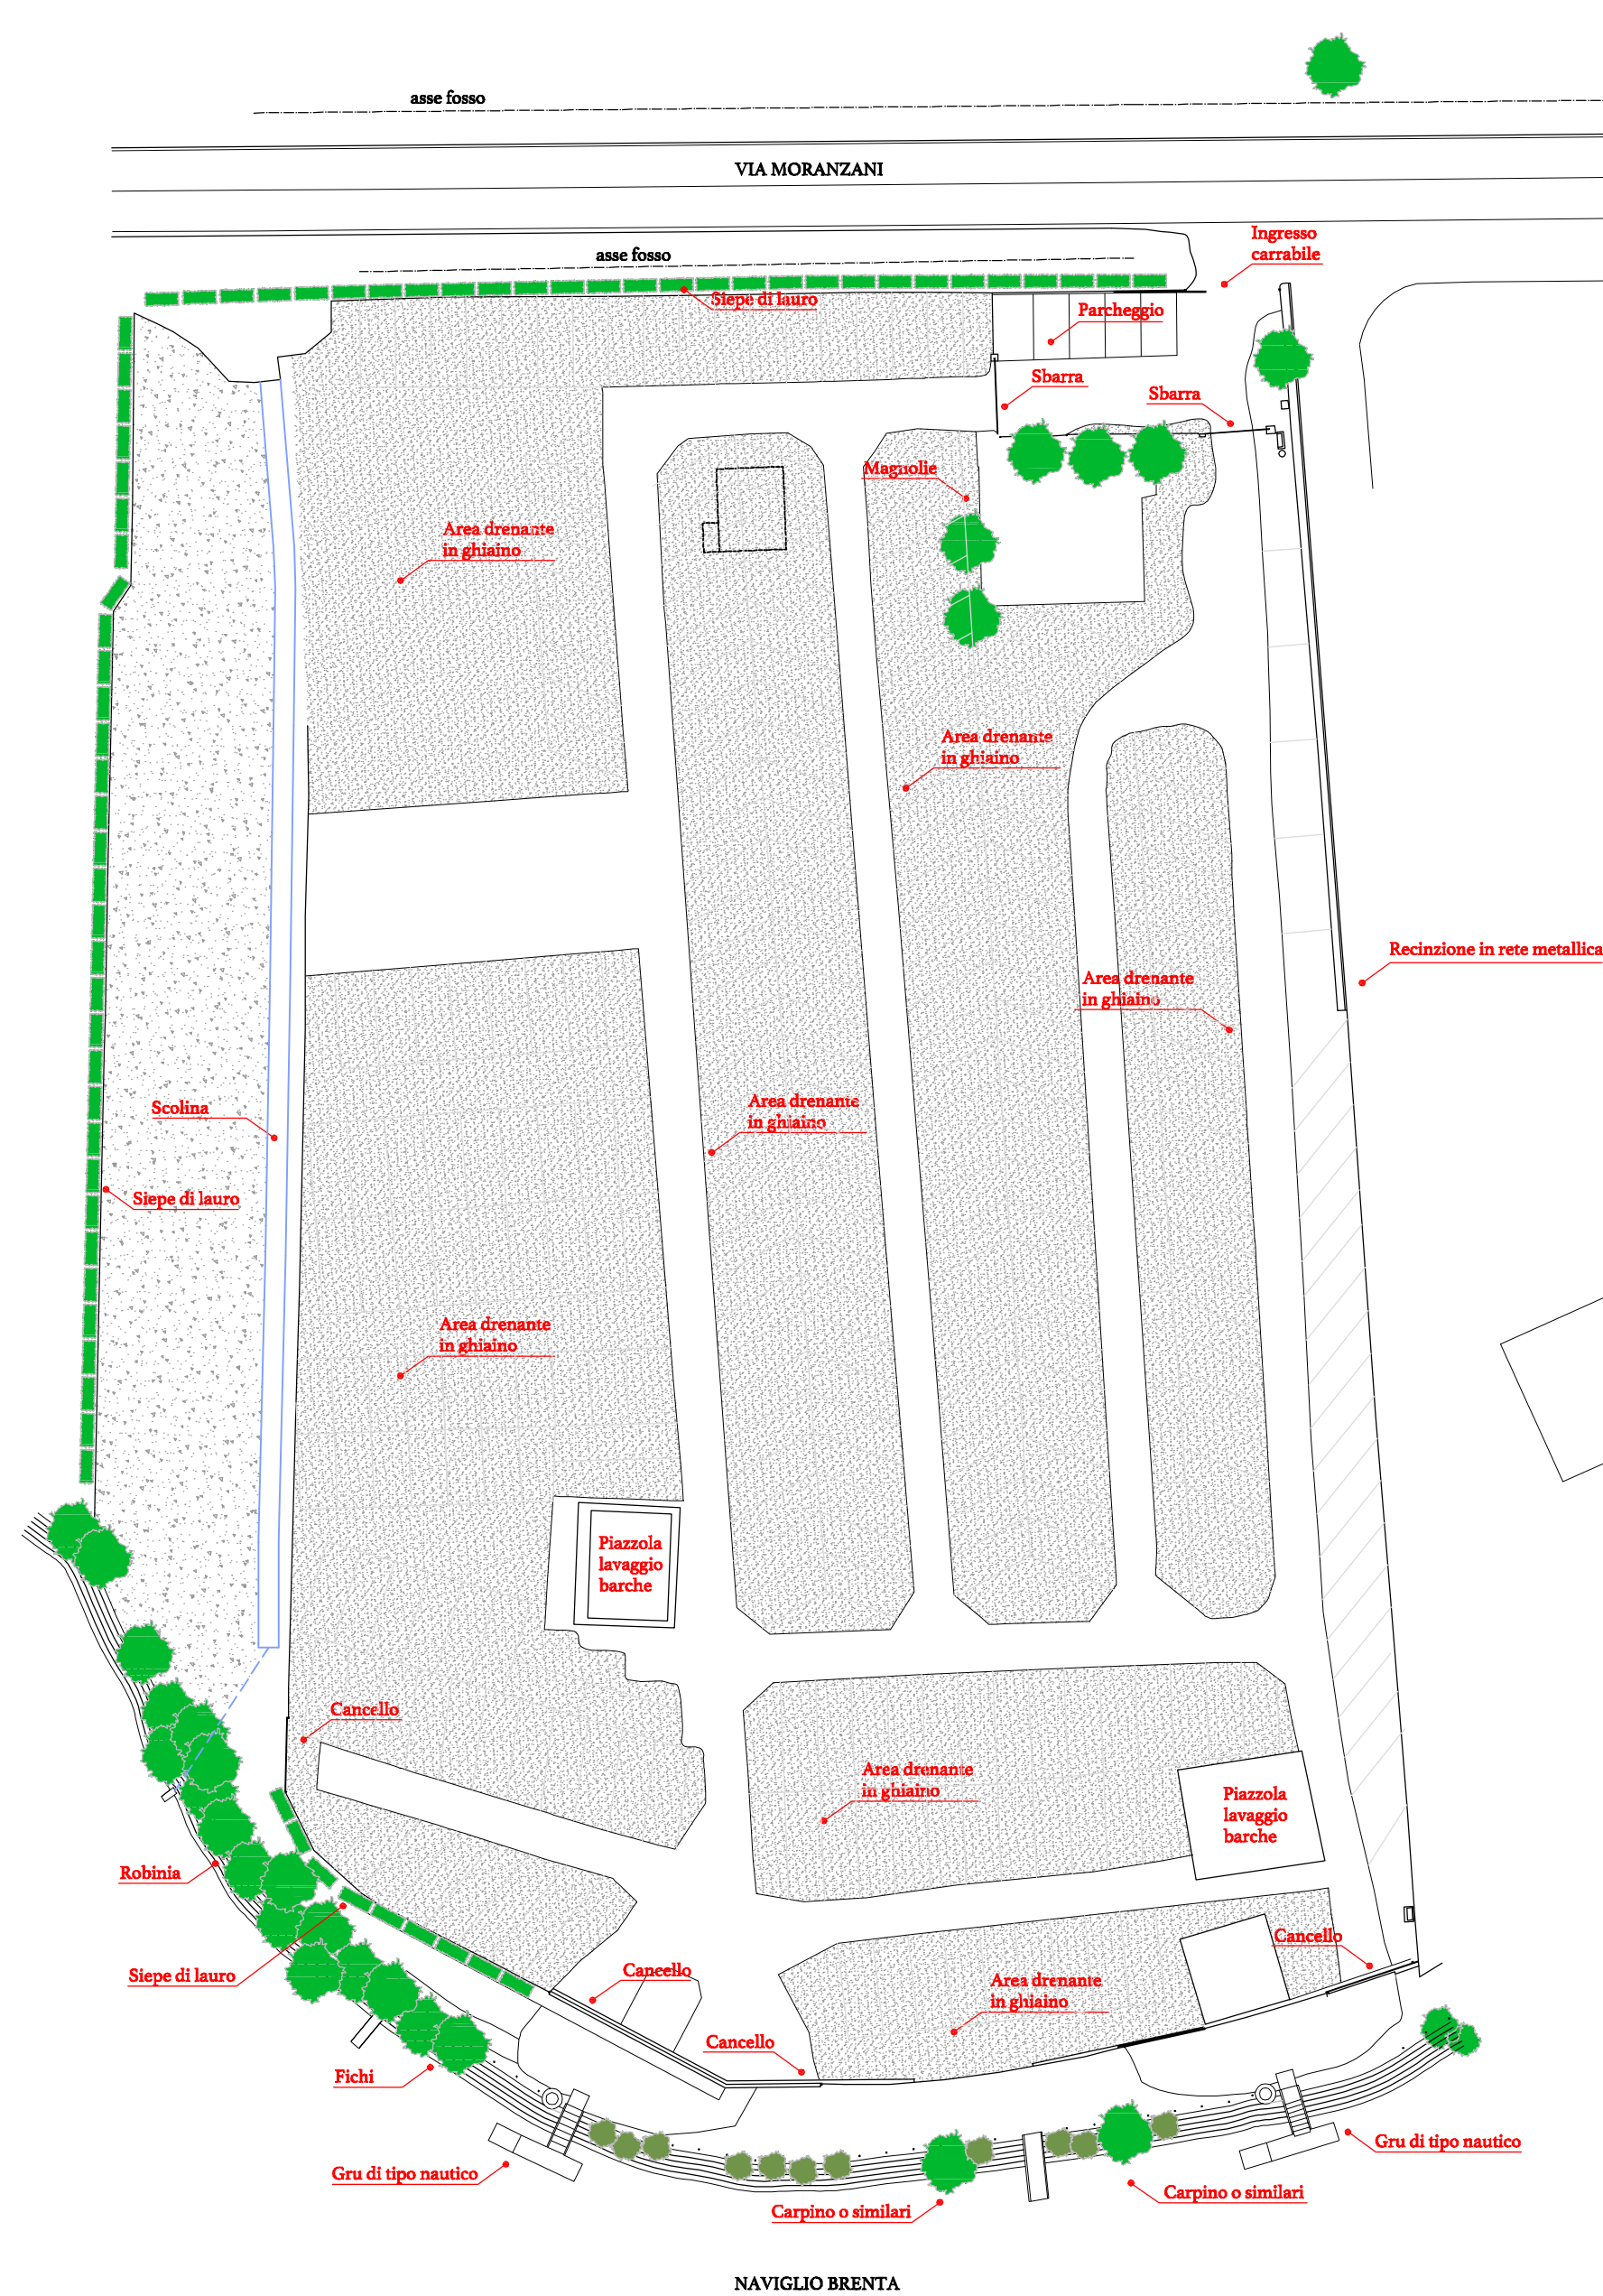 asse fosso
VIA MORANZANI
Ingresso
carrabile
asse fosso
Siepe di lauro
Parcheggio
Sbarra
Sbarra
Magnolie
Area drenante
in ghiaino
Area drenante
in ghiaino
Recinzione in rete metallica
Area drenante
in ghiaino
Scolina
Area drenante
in ghiaino
Siepe di lauro
Area drenante
in ghiaino
Piazzola
lavaggio
barche
Cancello
Area drenante
in ghiaino
Piazzola
lavaggio
barche
Robinia
Cancello
Siepe di lauro
Cancello
Area drenante
in ghiaino
Cancello
Fichi
Gru di tipo nautico
Gru di tipo nautico
Carpino o similari
Carpino o similari
NAVIGLIO BRENTA